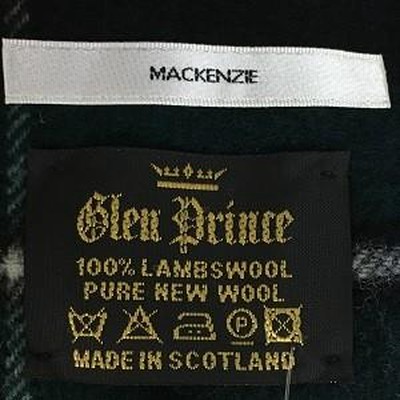 MACKENZIE
Glen Prince
100% LAMBSWOOL
PURE NEW WOOL
P
MADE IN SCOTLAND